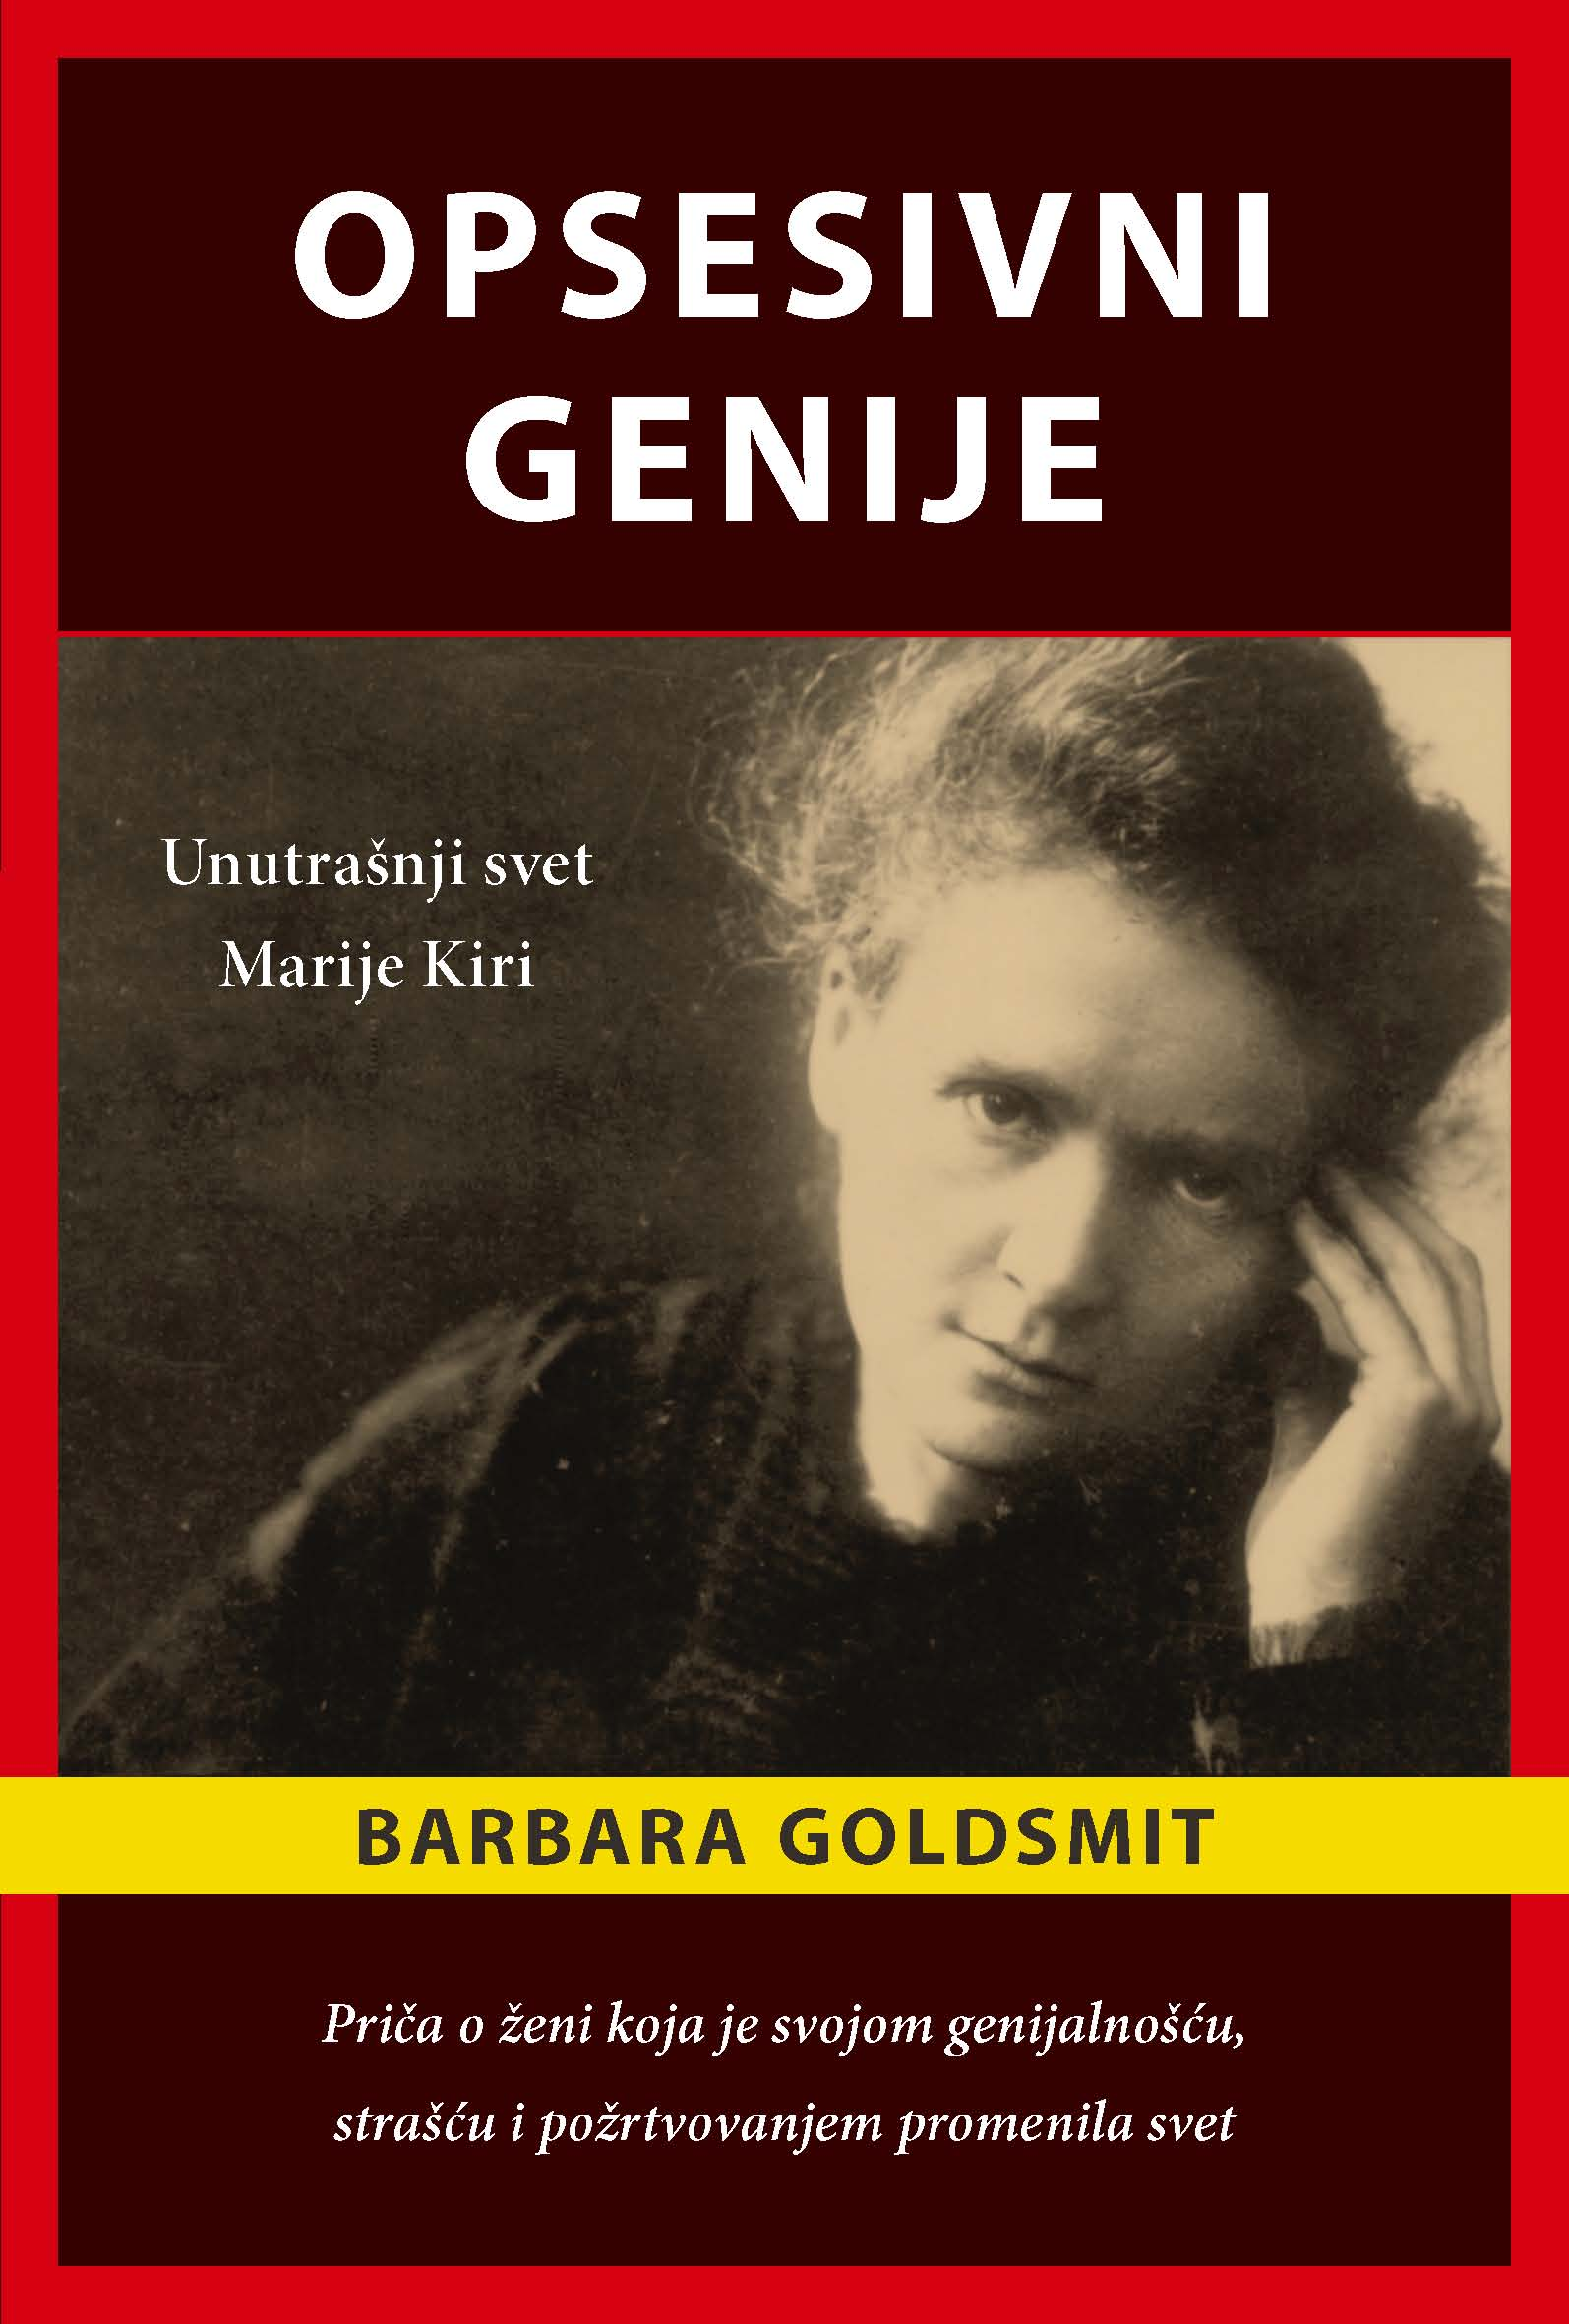 OPSESIVNI
GENIJE
Unutrašnji svet
Marije Kiri
BARBARA GOLDSMIT
Priča o ženi koja je svojom genijalnošću,
strašću i požrtvovanjem promenila svet